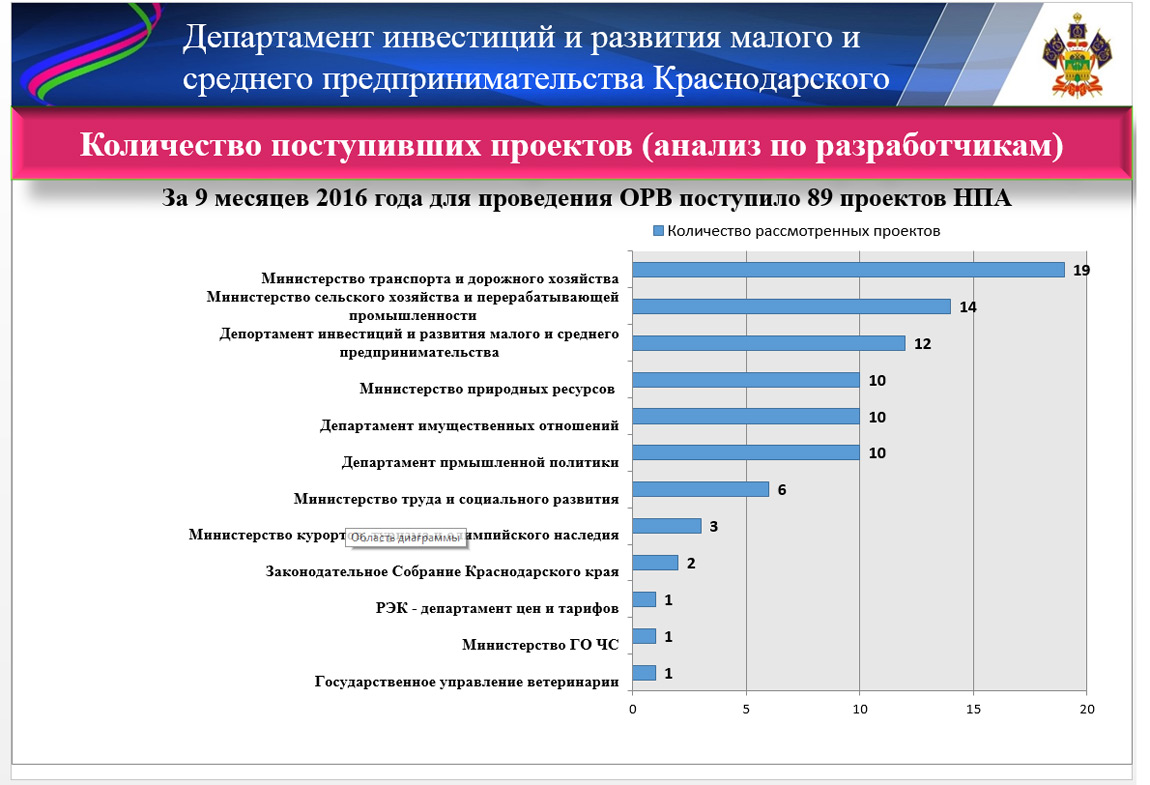 Департамент инвестиций и развития малого и
среднего предпринимательства Краснодарского
Количество поступивших проектов (анализ по разработчикам)
За 9 месяцев 2016 года для проведения ОРВ поступило 89 проектов НПА
Количество рассмотренных проектов
Министерство транспорта и дорожного хозяйства 19
Министерство сельского хозяйства и перерабатывающей
промышленности 14
Депортамент инвестиций и развития малого и среднего
предпринимательства 12
Министерство природных ресурсов 10
Департамент имущественных отношений 10
Департамент прмышленной политики 10
Министерство труда и социального развития 6
Министерство Область диаграммы наследия 3
Законодательное Собрание Краснодарского края 2
РЭК - департамент цен и тарифов 1
Министерство ГО ЧС 1
Государственное управление ветеринарии 1
0 5 10 15 20